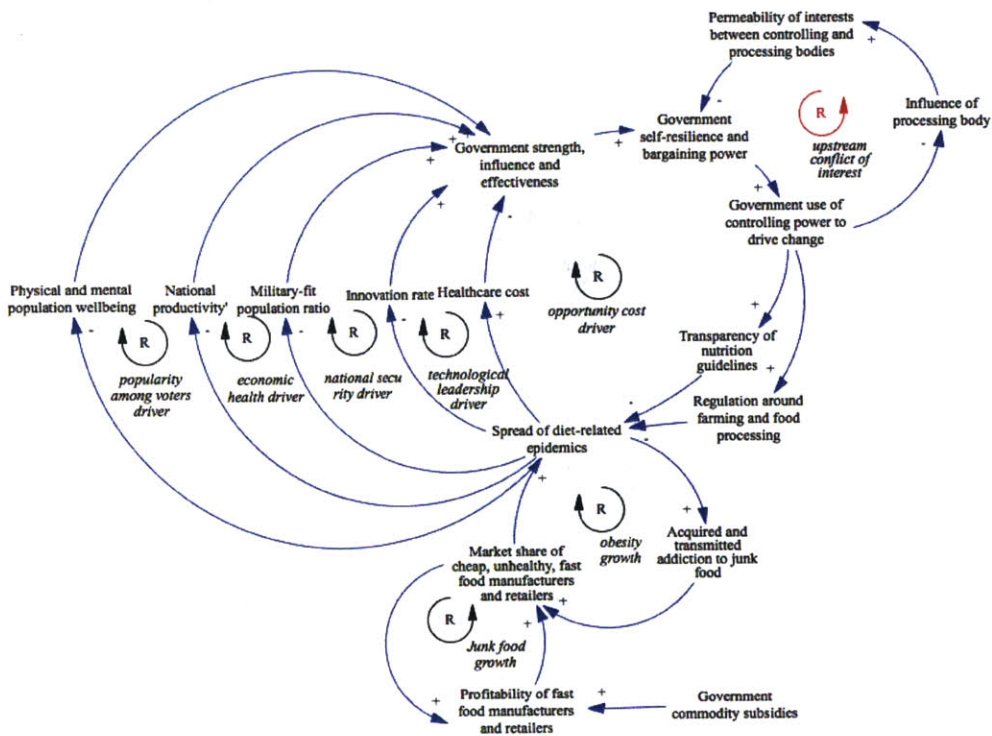 Permeability of interests
between controlling and
processing bodies
+
-
Government
self-resilience and
bargaining power
R
upstream
conflict of
interest
Influence of
processing body
-
+
+
+
+
Government strength,
influence and
effectiveness
+
+
-
+
Government use of
controlling power to
drive change
Physical and mental
population wellbeing
-
National
productivity'
-
Military-fit
population ratio
-
Innovation rate
-
Healthcare cost
+
R
opportunity cost
driver
R
popularity
among voters
driver
R
economic
health driver
R
national secu
rity driver
R
technological
leadership
driver
+
Transparency of
nutrition
guidelines
+
Regulation around
farming and food
processing
-
-
Spread of diet-related
epidemics
+
R
obesity
growth
+
Acquired and
transmitted
addiction to junk
food
Market share of
cheap, unhealthy, fast
food manufacturers
and retailers
+
+
R
Junk food
growth
+
Profitability of fast
food manufacturers
and retailers
+
Government
commodity subsidies